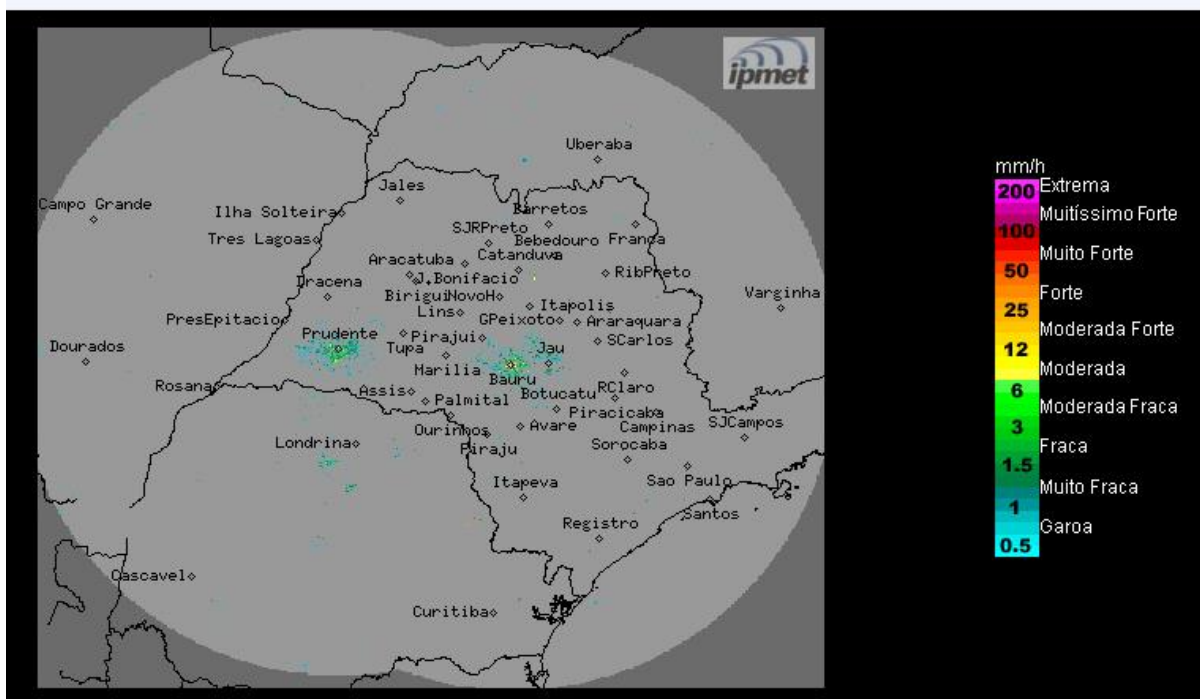 ipmet
Uberaba
Jales
Campo Grande
Ilha Solteira
Barretos
SJRPreto
Tres Lagoas
Bebedouro
Franca
Aracatuba
Catanduva
J.Bonifacio
RibPreto
Dracena
Birigui
NovoH
Itapolis
Varginha
Lins
PresEpitacio
GPeixoto
Araraquara
Prudente
Pirajui
SCarlos
Dourados
Tupa
Jau
Marilia
Bauru
Rosana
RClaro
Assis
Palmital
Botucatu
Piracicaba
Ourinhos
Avare
Campinas
SJCampos
Londrina
Piraju
Sorocaba
Itapeva
Sao Paulo
Santos
Registro
Cascavel
Curitiba
mm/h
200 Extrema
Muitíssimo Forte
100
Muito Forte
50
Forte
25
Moderada Forte
12
Moderada
6
Moderada Fraca
3
Fraca
1.5
Muito Fraca
1
Garoa
0.5